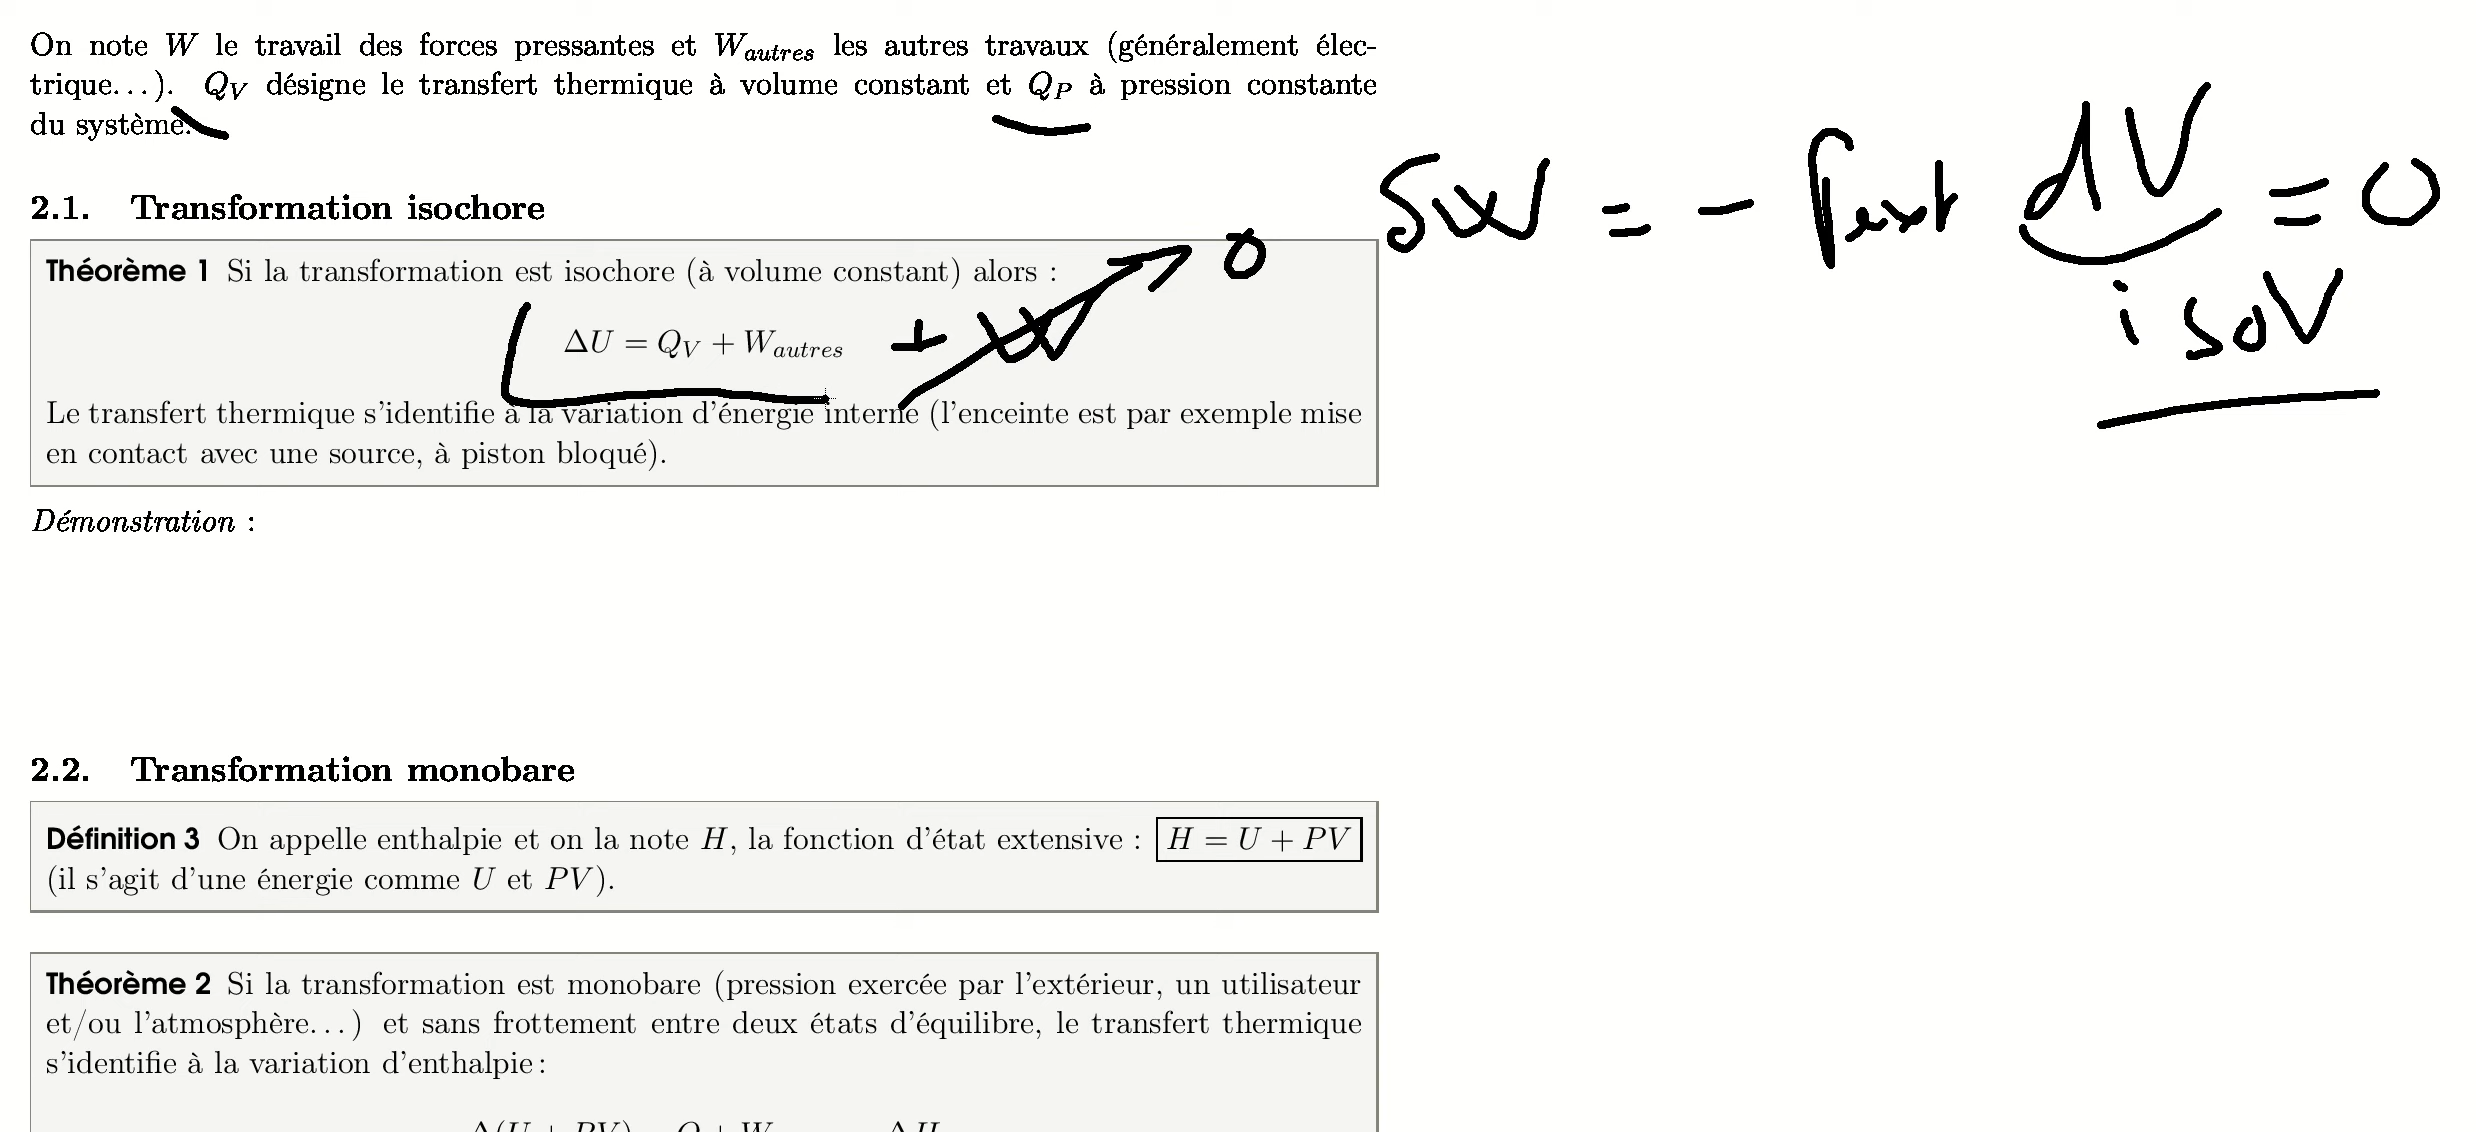 On note W le travail des forces pressantes et W_autres les autres travaux (généralement élec-
trique...). Q_V désigne le transfert thermique à volume constant et Q_P à pression constante
du système.
δW = - Pext dV = 0
isoV
2.1. Transformation isochore
Théorème 1 Si la transformation est isochore (à volume constant) alors :
ΔU = Q_V + W_autres + W 0
Le transfert thermique s'identifie à la variation d'énergie interne (l'enceinte est par exemple mise
en contact avec une source, à piston bloqué).
Démonstration :
2.2. Transformation monobare
Définition 3 On appelle enthalpie et on la note H, la fonction d'état extensive : H = U + PV
(il s'agit d'une énergie comme U et PV).
Théorème 2 Si la transformation est monobare (pression exercée par l'extérieur, un utilisateur
et/ou l'atmosphère...) et sans frottement entre deux états d'équilibre, le transfert thermique
s'identifie à la variation d'enthalpie :